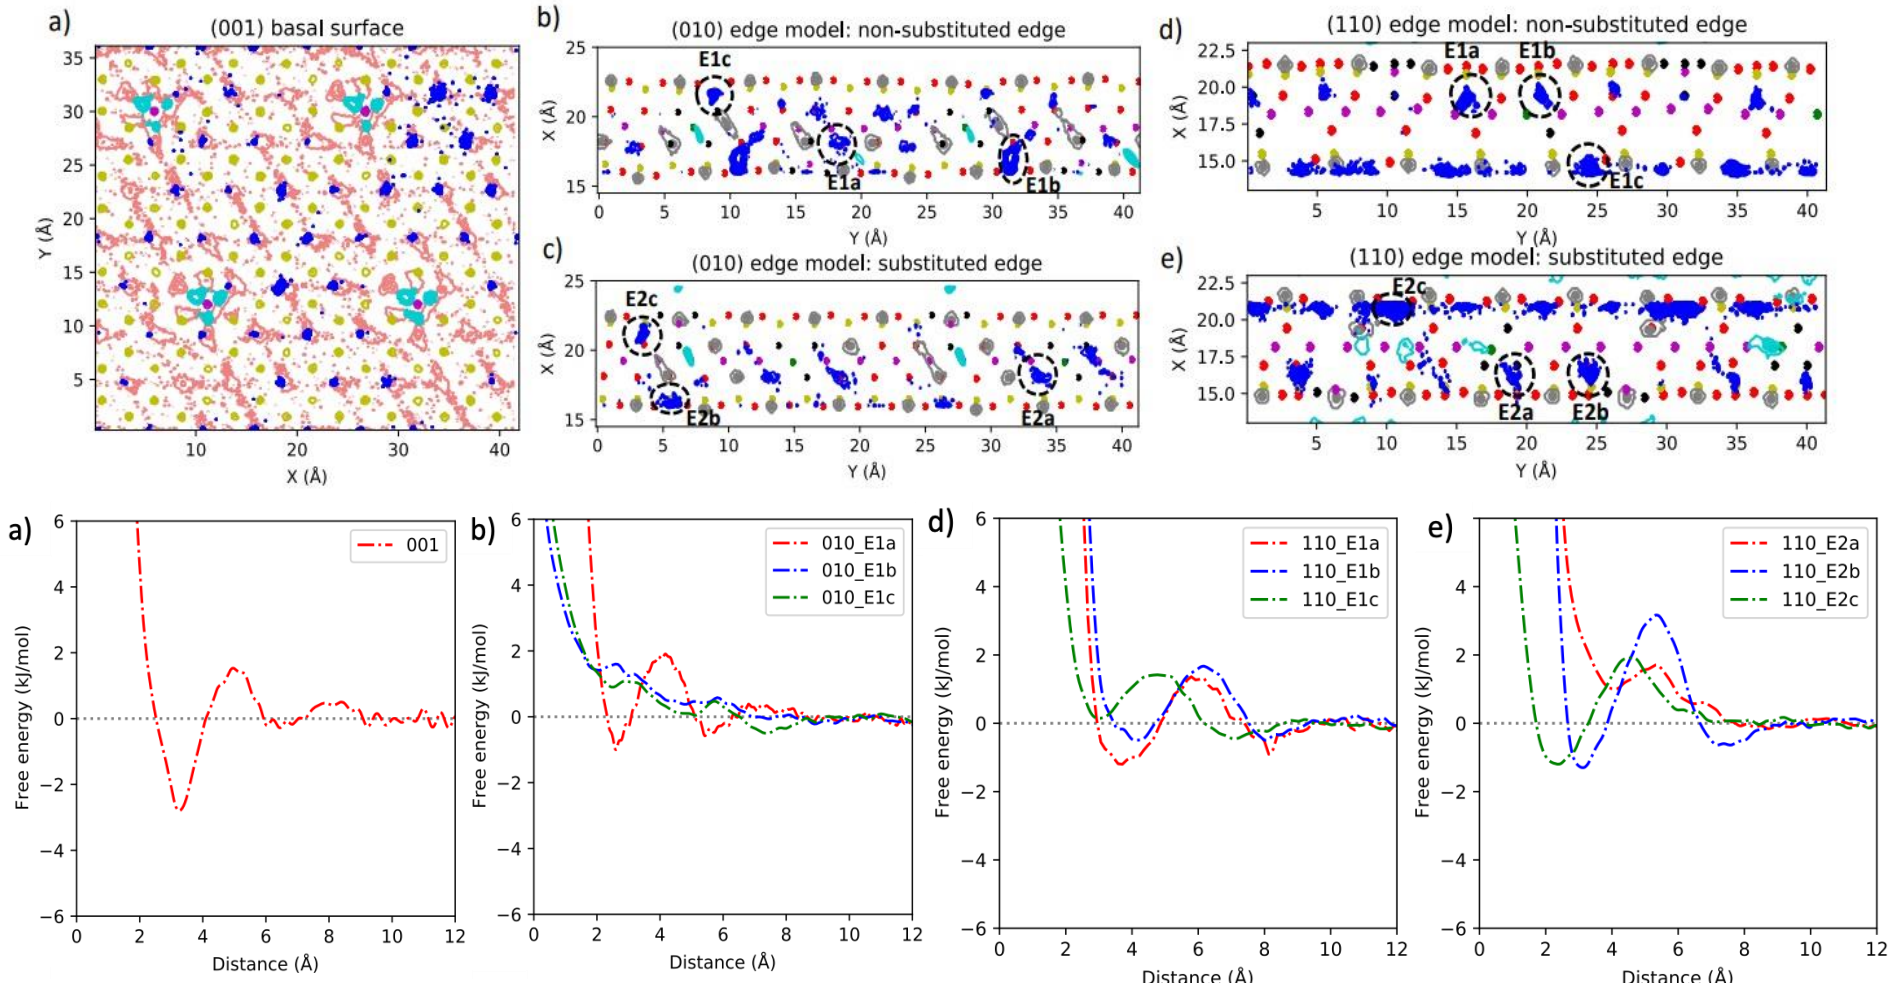 a)
(001) basal surface
35
30
25
20
15
10
5
Y (Å)
10
20
30
40
X (Å)
b)
(010) edge model: non-substituted edge
25
20
15
X (Å)
E1c
E1a
E1b
0
5
10
15
20
25
30
35
40
Y (Å)
c)
(010) edge model: substituted edge
25
20
15
X (Å)
E2c
E2b
E2a
0
5
10
15
20
25
30
35
40
Y (Å)
d)
(110) edge model: non-substituted edge
22.5
20.0
17.5
15.0
X (Å)
E1a
E1b
E1c
5
10
15
20
25
30
35
40
Y (Å)
e)
(110) edge model: substituted edge
22.5
20.0
17.5
15.0
X (Å)
E2c
E2a
E2b
5
10
15
20
25
30
35
40
Y (Å)
a)
6
4
2
0
−2
−4
−6
Free energy (kJ/mol)
001
0
2
4
6
8
10
12
Distance (Å)
b)
6
4
2
0
−2
−4
−6
Free energy (kJ/mol)
010_E1a
010_E1b
010_E1c
0
2
4
6
8
10
12
Distance (Å)
d)
6
4
2
0
−2
−4
−6
Free energy (kJ/mol)
110_E1a
110_E1b
110_E1c
0
2
4
6
8
10
12
Distance (Å)
e)
6
4
2
0
−2
−4
−6
Free energy (kJ/mol)
110_E2a
110_E2b
110_E2c
0
2
4
6
8
10
12
Distance (Å)